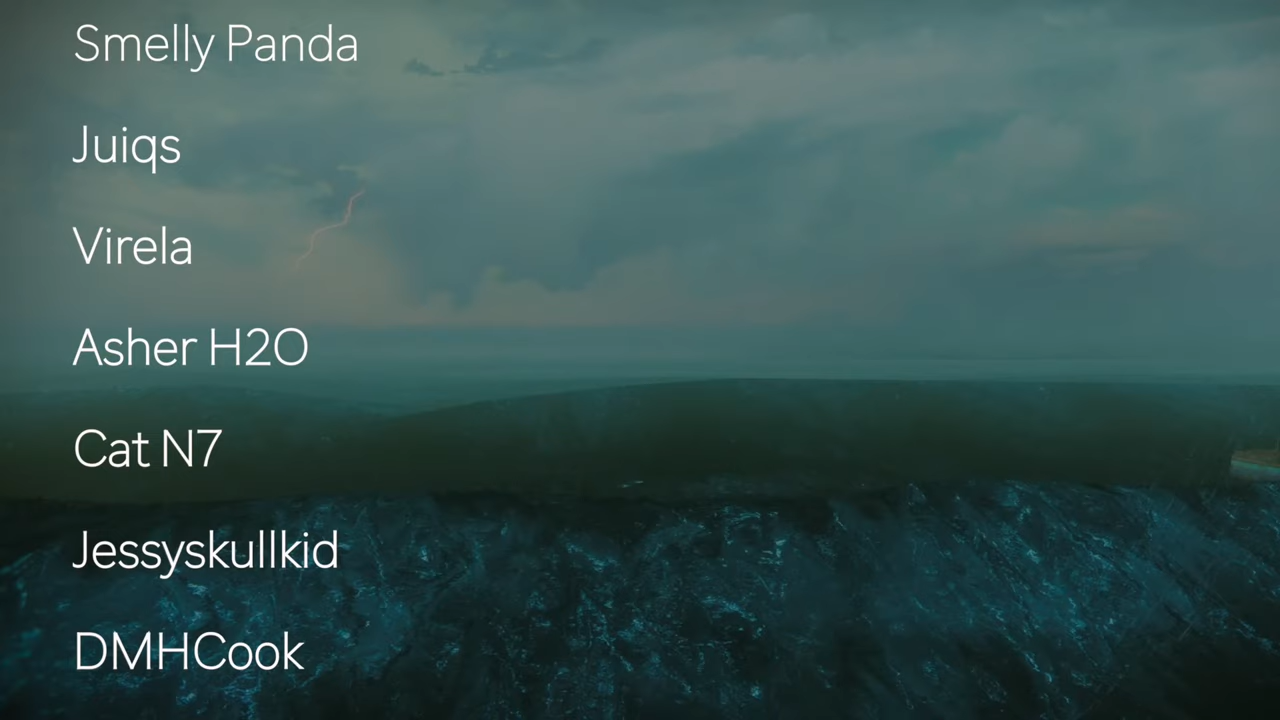 Smelly Panda
Juiqs
Virela
Asher H2O
Cat N7
Jessyskullkid
DMHCook